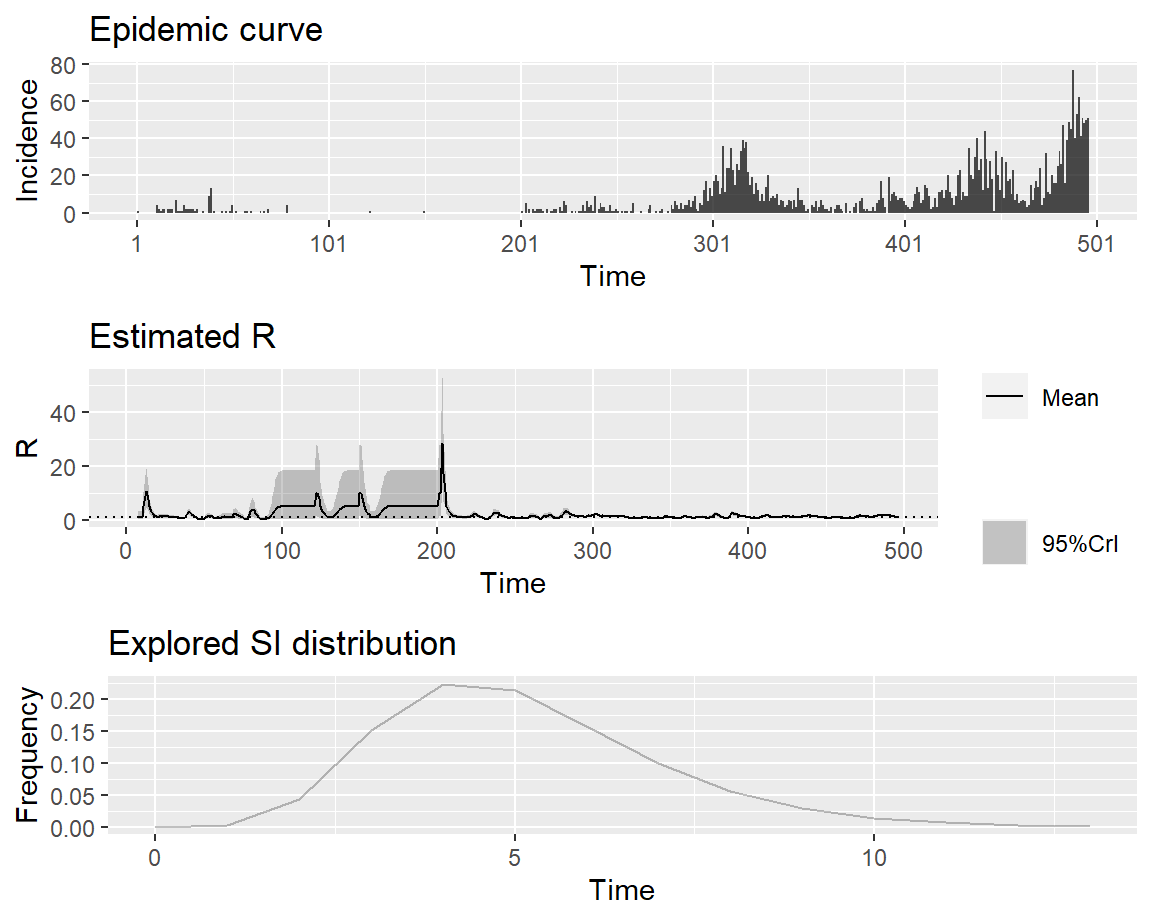 Epidemic curve
80
60
40
20
0
Incidence
1 101 201 301 401 501
Time
Estimated R
40
20
0
R
0 100 200 300 400 500
Time
Mean
95%CrI
Explored SI distribution
0.20
0.15
0.10
0.05
0.00
Frequency
0 5 10
Time